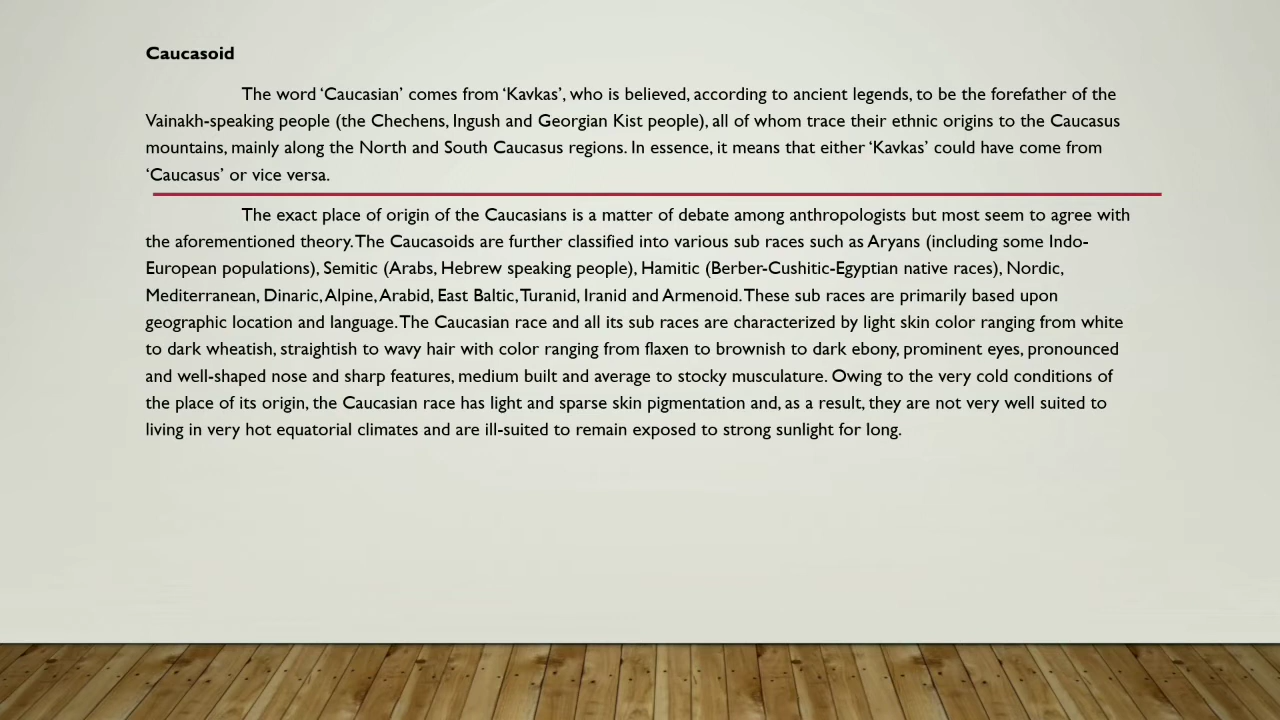 Caucasoid
The word ‘Caucasian’ comes from ‘Kavkas’, who is believed, according to ancient legends, to be the forefather of the
Vainakh-speaking people (the Chechens, Ingush and Georgian Kist people), all of whom trace their ethnic origins to the Caucasus
mountains, mainly along the North and South Caucasus regions. In essence, it means that either ‘Kavkas’ could have come from
‘Caucasus’ or vice versa.
The exact place of origin of the Caucasians is a matter of debate among anthropologists but most seem to agree with
the aforementioned theory. The Caucasoids are further classified into various sub races such as Aryans (including some Indo-
European populations), Semitic (Arabs, Hebrew speaking people), Hamitic (Berber-Cushitic-Egyptian native races), Nordic,
Mediterranean, Dinaric, Alpine, Arabid, East Baltic, Turanid, Iranid and Armenoid. These sub races are primarily based upon
geographic location and language. The Caucasian race and all its sub races are characterized by light skin color ranging from white
to dark wheatish, straightish to wavy hair with color ranging from flaxen to brownish to dark ebony, prominent eyes, pronounced
and well-shaped nose and sharp features, medium built and average to stocky musculature. Owing to the very cold conditions of
the place of its origin, the Caucasian race has light and sparse skin pigmentation and, as a result, they are not very well suited to
living in very hot equatorial climates and are ill-suited to remain exposed to strong sunlight for long.